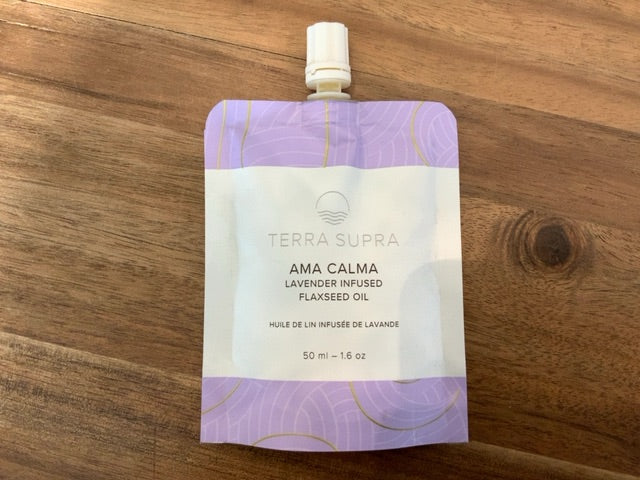 TERRA SUPRA
AMA CALMA
LAVENDER INFUSED
FLAXSEED OIL
HUILE DE LIN INFUSÉE DE LAVANDE
50 ml – 1.6 oz